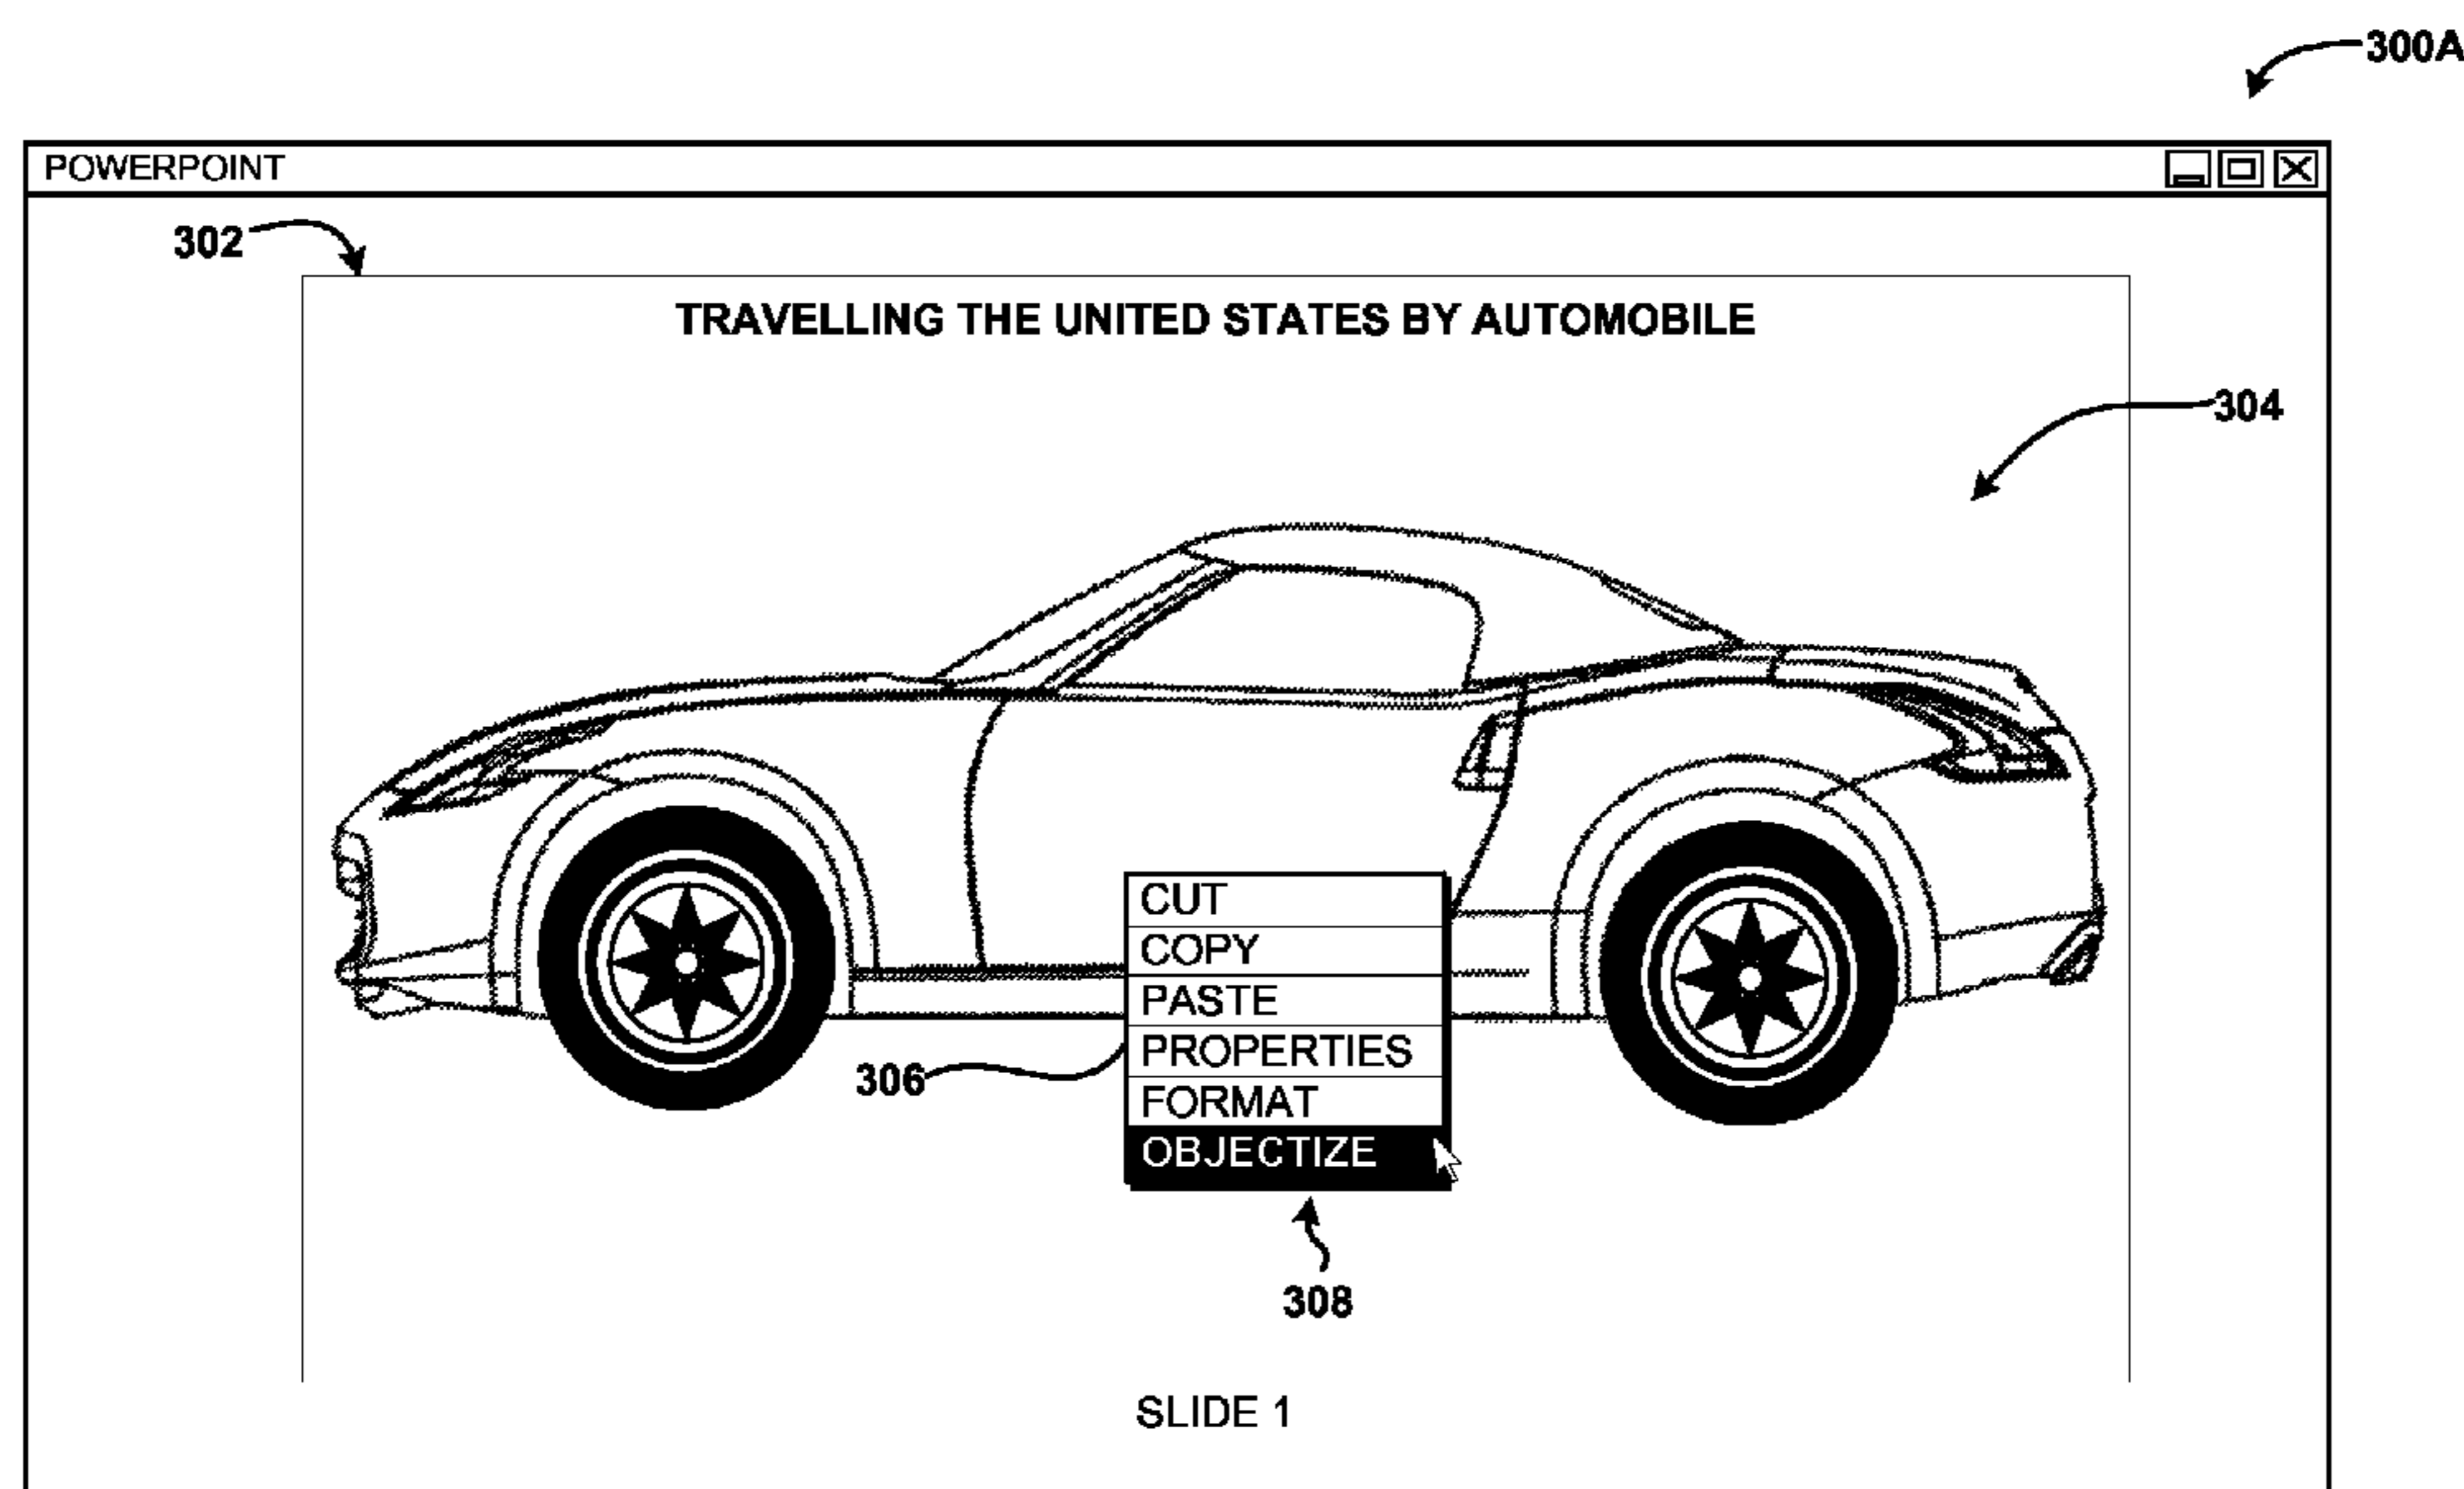 300A
POWERPOINT
302
TRAVELLING THE UNITED STATES BY AUTOMOBILE
304
CUT
COPY
PASTE
PROPERTIES
306
FORMAT
OBJECTIZE
308
SLIDE 1